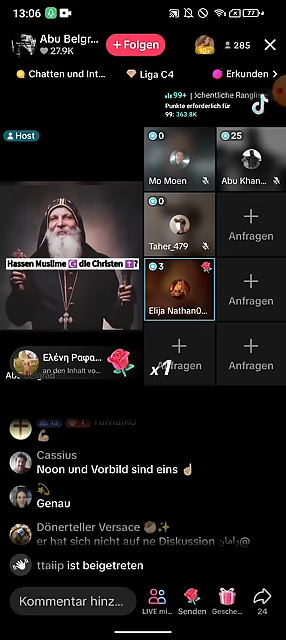 13:06
Abu Belgr...
27.9K
+ Folgen
10+
285
Chatten und Int...
Liga C4
Erkunden
99+
Punkte erforderlich für
99: 363.8K
Host
0
Mo Moen
25
Abu Khan...
0
Taher_479
Anfragen
3
Elija Nathan0...
Anfragen
Anfragen
Anfragen
Hassen Muslime die Christen ?
Ελένη Ραφα...
an den Inhalt vo...
x1
Cassius
Noon und Vorbild sind eins
Genau
Dönerteller Versace
er hat sich nicht auf ne Diskussion
ttaiip ist beigetreten
Kommentar hinz...
LIVE mi...
Senden
Gesche...
24